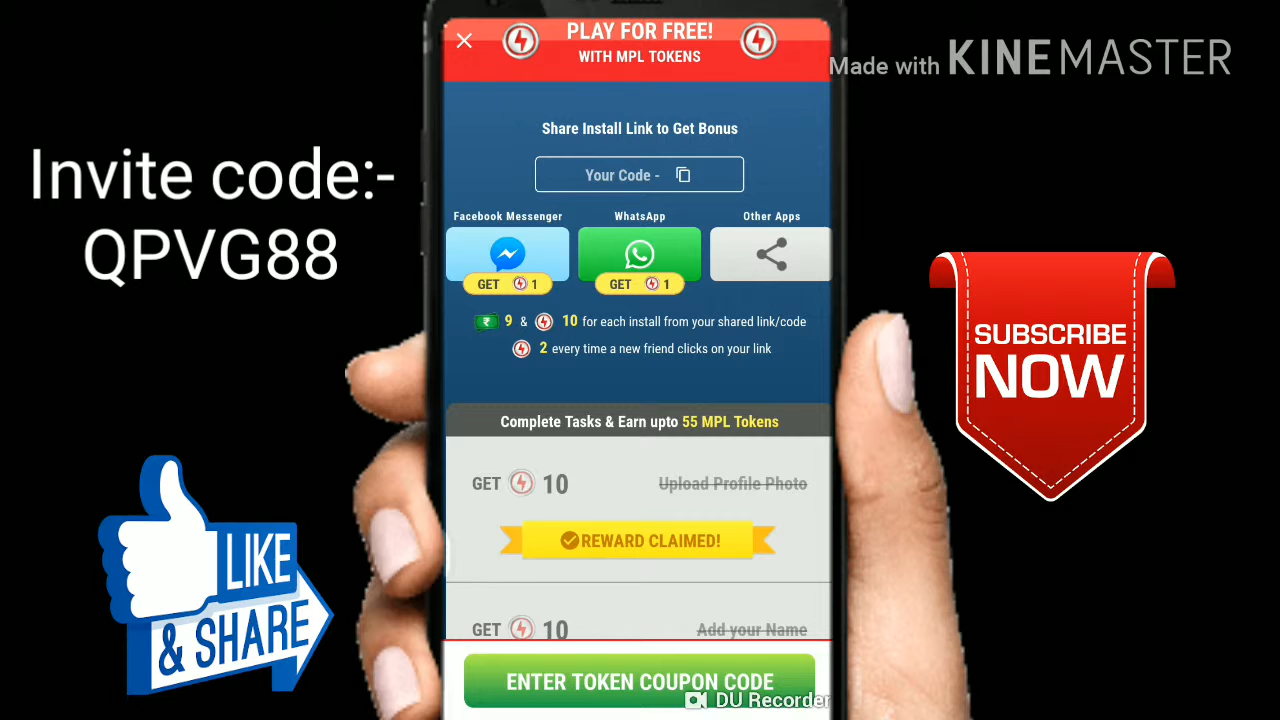 PLAY FOR FREE!
WITH MPL TOKENS
Made with KINEMASTER
Share Install Link to Get Bonus
Invite code:-
QPVG88
Your Code -
Facebook Messenger
WhatsApp
Other Apps
GET 1
GET 1
₹ 9 & 10 for each install from your shared link/code
2 every time a new friend clicks on your link
SUBSCRIBE
NOW
Complete Tasks & Earn upto 55 MPL Tokens
GET 10 Upload Profile Photo
REWARD CLAIMED!
LIKE
& SHARE
GET 10 Add your Name
ENTER TOKEN COUPON CODE
DU Recorder